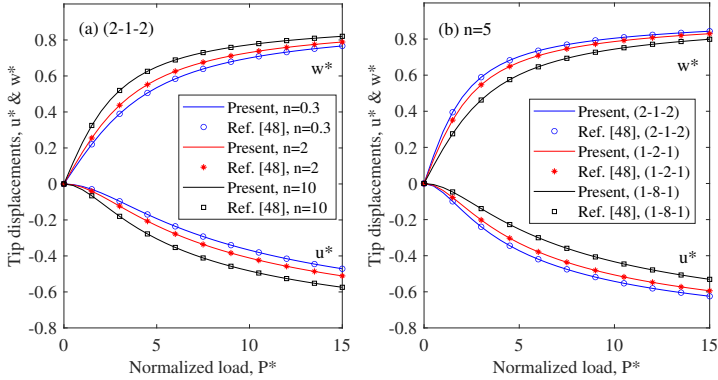 (a) (2-1-2)
w*
Present, n=0.3
Ref. [48], n=0.3
Present, n=2
Ref. [48], n=2
Present, n=10
Ref. [48], n=10
u*
0.8
0.6
0.4
0.2
0
-0.2
-0.4
-0.6
-0.8
0
5
10
15
Tip displacements, u* & w*
Normalized load, P*
(b) n=5
w*
Present, (2-1-2)
Ref. [48], (2-1-2)
Present, (1-2-1)
Ref. [48], (1-2-1)
Present, (1-8-1)
Ref. [48], (1-8-1)
u*
0.8
0.6
0.4
0.2
0
-0.2
-0.4
-0.6
-0.8
0
5
10
15
Tip displacements, u* & w*
Normalized load, P*